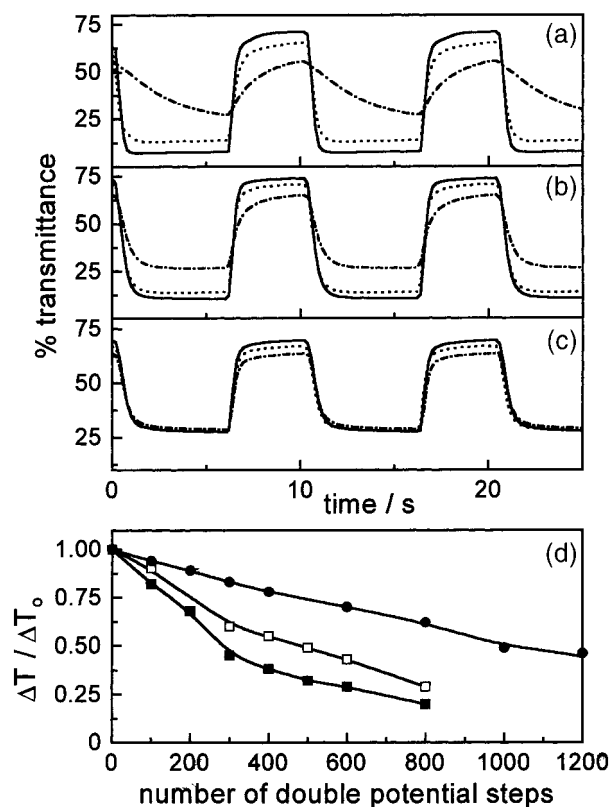 (a)
75
50
25
(b)
75
50
25
(c)
75
50
25
% transmittance
0
10
20
time / s
(d)
1.00
0.75
0.50
0.25
0
ΔT / ΔTₒ
0 200 400 600 800 1000 1200
number of double potential steps